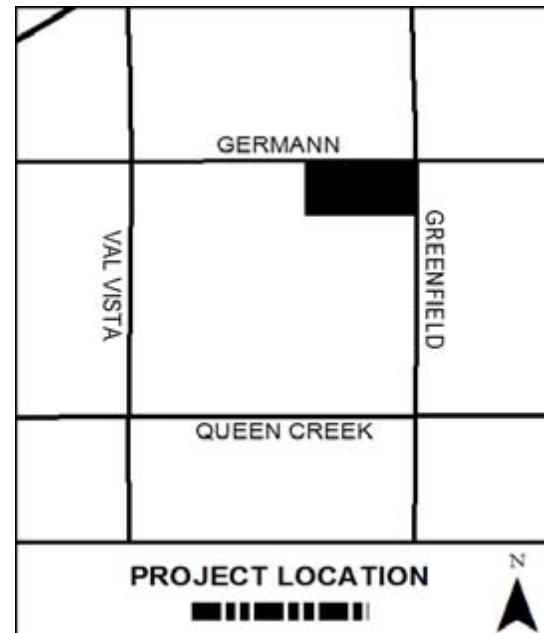 GERMANN
VAL VISTA
GREENFIELD
QUEEN CREEK
PROJECT LOCATION
N